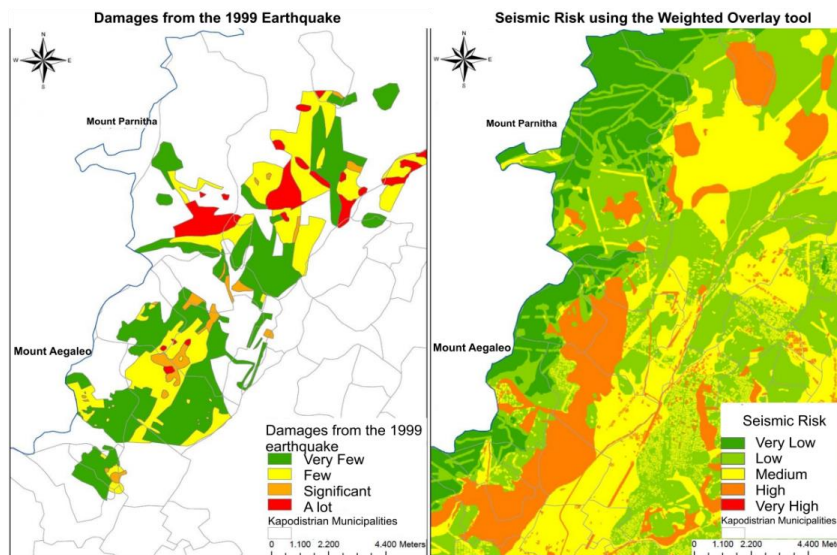 Damages from the 1999 Earthquake
N
W
E
S
Mount Parnitha
Mount Aegaleo
Damages from the 1999
earthquake
Very Few
Few
Significant
A lot
Kapodistrian Municipalities
0 1.100 2.200 4.400 Meters
Seismic Risk using the Weighted Overlay tool
N
W
E
S
Mount Parnitha
Mount Aegaleo
Seismic Risk
Very Low
Low
Medium
High
Very High
Kapodistrian Municipalities
0 1.100 2.200 4.400 Meters